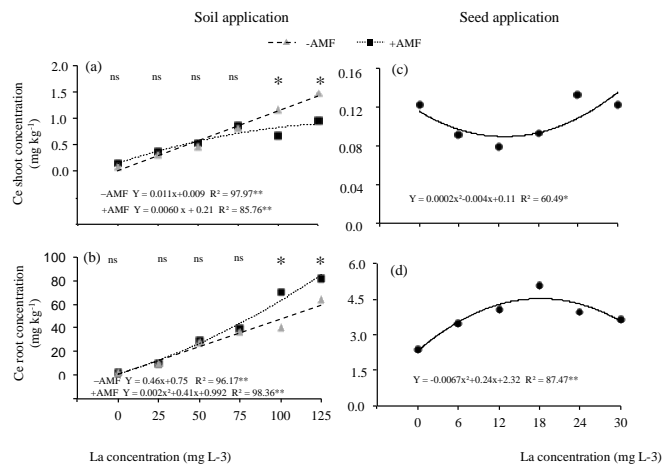 Soil application
Seed application
-AMF
+AMF
(a)
ns ns ns ns * *
2.0
1.5
1.0
0.5
0.0
Ce shoot concentration
(mg kg⁻¹)
−AMF Y = 0.011x+0.009 R² = 97.97**
+AMF Y = 0.0060 x + 0.21 R² = 85.76**
(c)
0.16
0.12
0.08
0.04
0.0
Y = 0.0002x²-0.004x+0.11 R² = 60.49*
(b)
ns ns ns ns * *
100
80
60
40
20
0
Ce root concentration
(mg kg⁻¹)
−AMF Y = 0.46x+0.75 R² = 96.17**
+AMF Y = 0.002x²+0.41x+0.992 R² = 98.36**
0 25 50 75 100 125
La concentration (mg L-3)
(d)
6.0
4.5
3.0
1.5
0.0
Y = -0.0067x²+0.24x+2.32 R² = 87.47**
0 6 12 18 24 30
La concentration (mg L-3)